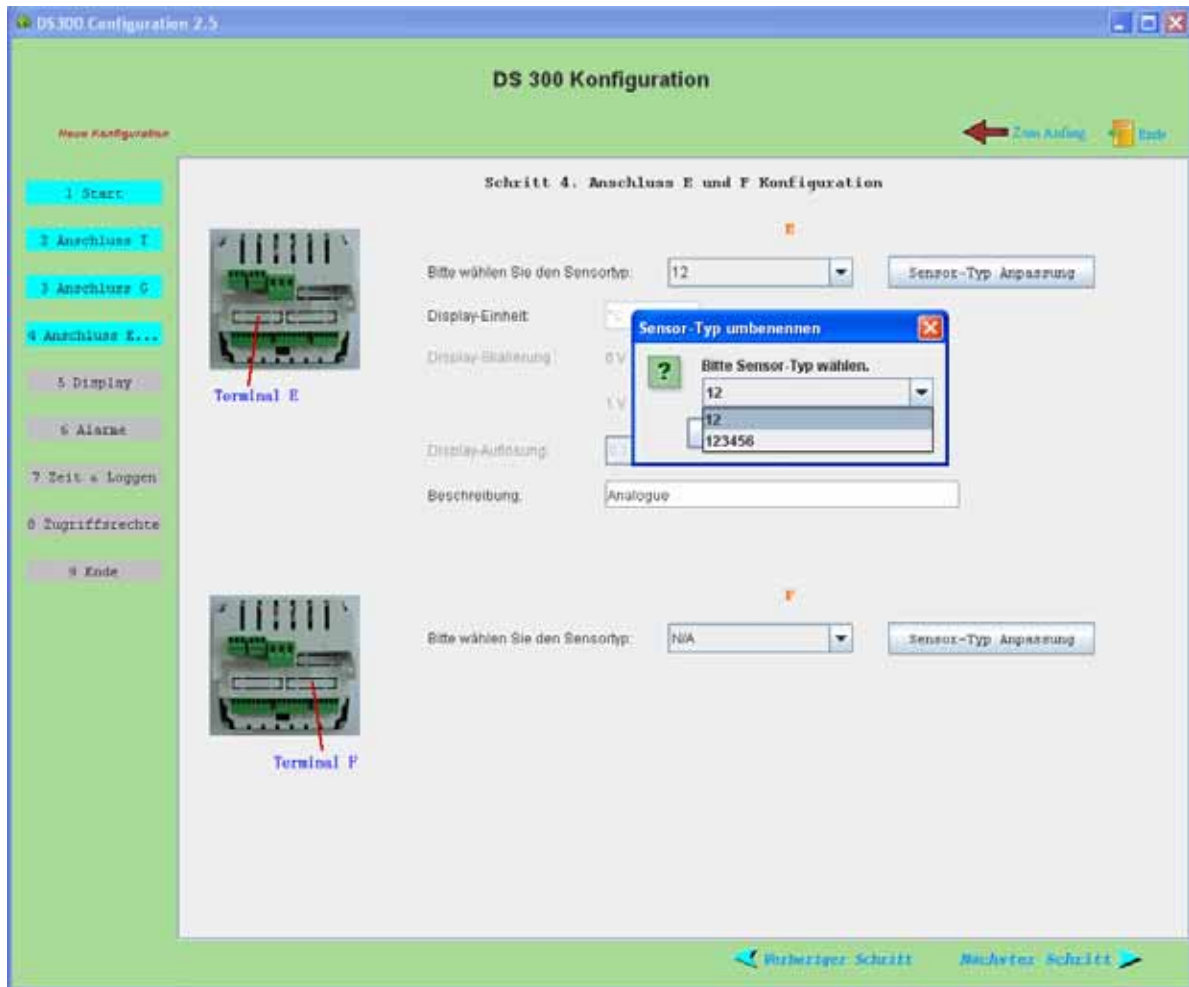 DS300 Configuration 2.5
DS 300 Konfiguration
Neue Konfiguration
Zum Anfang
Ende
1 Start
2 Anschluss I
3 Anschluss G
4 Anschluss E...
5 Display
6 Alarme
7 Zeit & Loggen
8 Zugriffsrechte
9 Ende
Schritt 4. Anschluss E und F Konfiguration
E
Bitte wählen Sie den Sensortyp:
12
Sensor-Typ Anpassung
Display-Einheit
°C
Display-Skalierung:
0 V
1 V
Display-Auflösung:
0.1
Beschreibung:
Analogue
Terminal E
Sensor-Typ umbenennen
?
Bitte Sensor-Typ wählen.
12
12
123456
F
Bitte wählen Sie den Sensortyp:
N/A
Sensor-Typ Anpassung
Terminal F
Vorheriger Schritt
Nächster Schritt